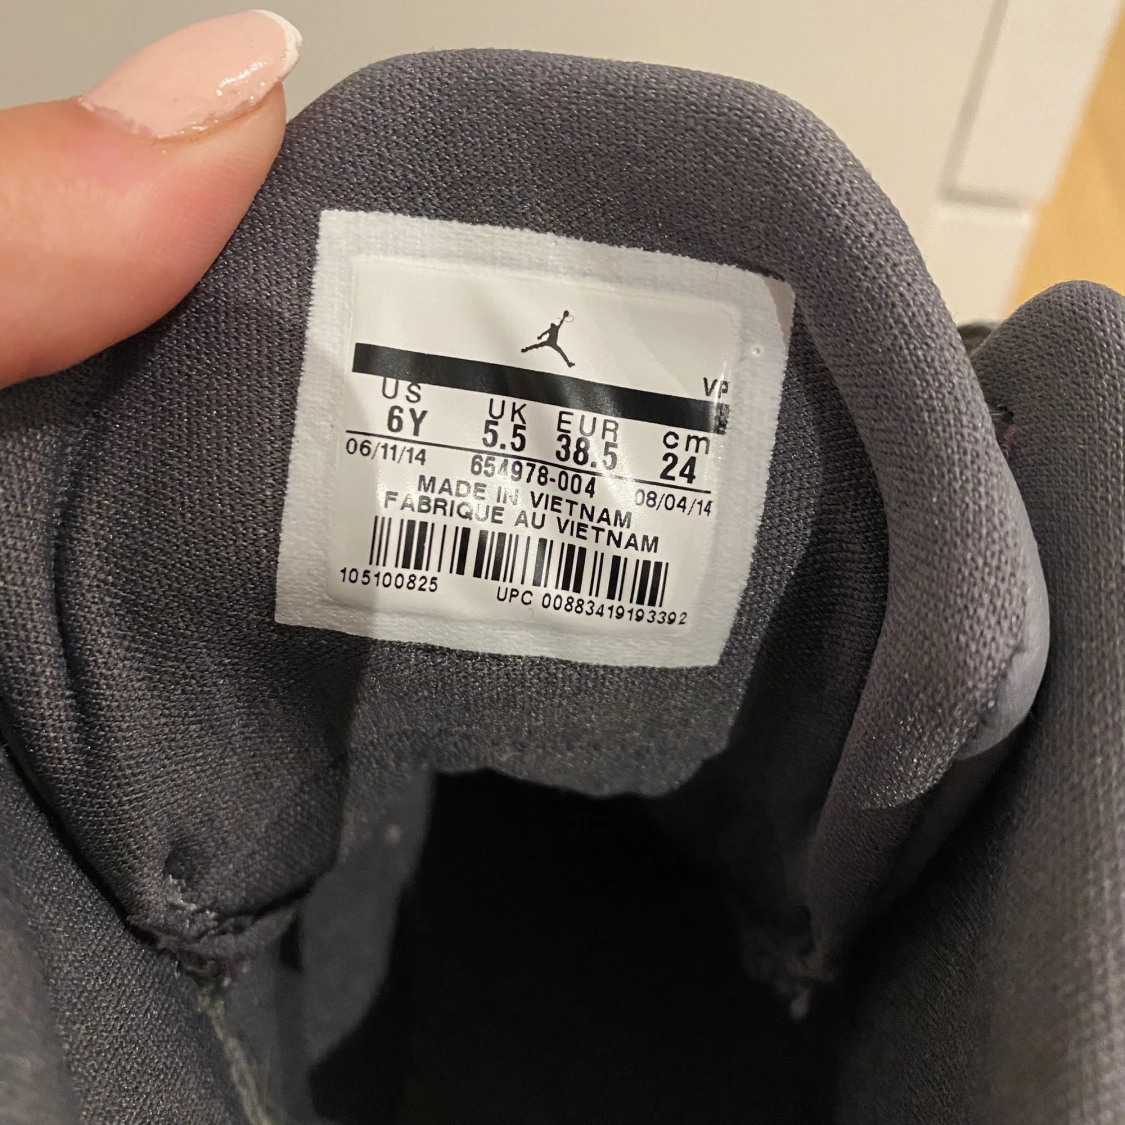 VP
US UK EUR cm
6Y 5.5 38.5 24
06/11/14 654978-004 08/04/14
MADE IN VIETNAM
FABRIQUE AU VIETNAM
105100825 UPC 00883419193392